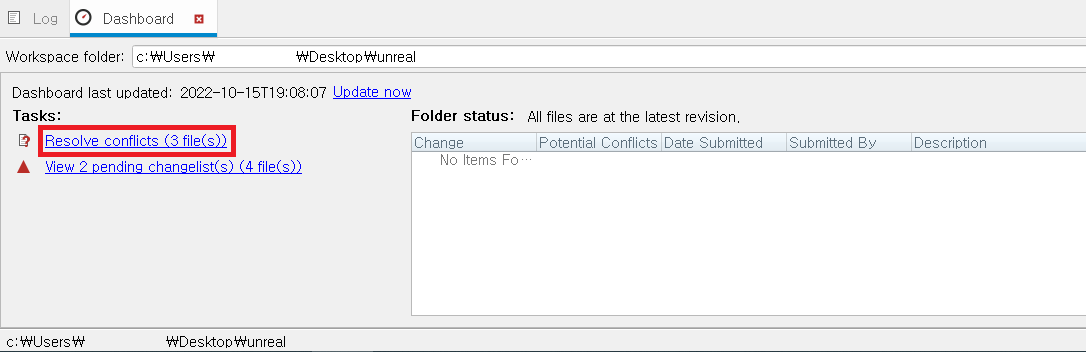 Log Dashboard
Workspace folder: c:₩Users₩ ₩Desktop₩unreal
Dashboard last updated: 2022-10-15T19:08:07 Update now
Tasks:
Resolve conflicts (3 file(s))
View 2 pending changelist(s) (4 file(s))
Folder status: All files are at the latest revision.
Change Potential Conflicts Date Submitted Submitted By Description
No Items Fo…
c:₩Users₩ ₩Desktop₩unreal